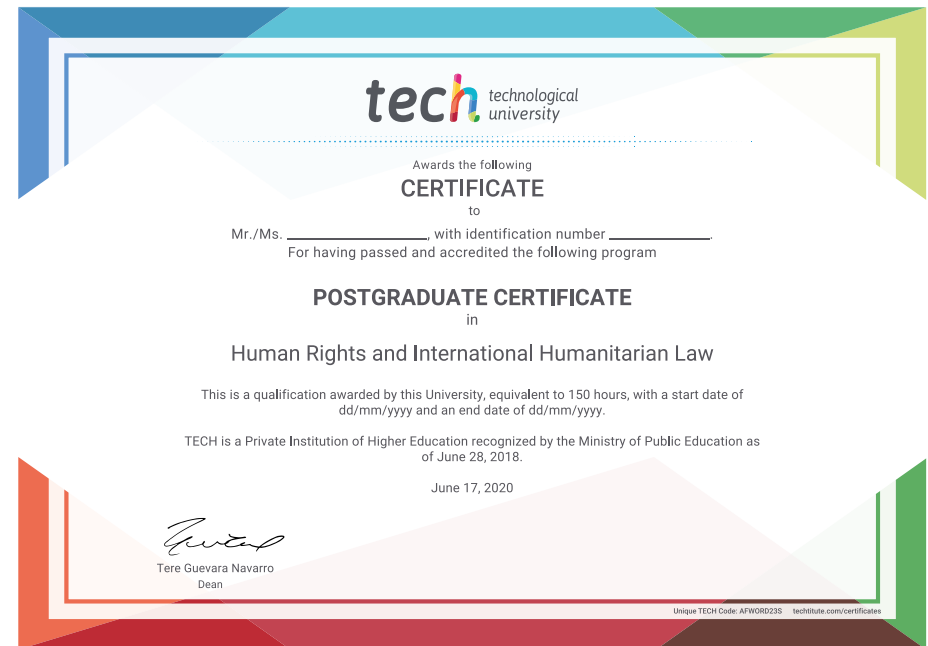 tech technological
university
Awards the following
CERTIFICATE
to
Mr./Ms. ____________________, with identification number ______________.
For having passed and accredited the following program
POSTGRADUATE CERTIFICATE
in
Human Rights and International Humanitarian Law
This is a qualification awarded by this University, equivalent to 150 hours, with a start date of
dd/mm/yyyy and an end date of dd/mm/yyyy.
TECH is a Private Institution of Higher Education recognized by the Ministry of Public Education as
of June 28, 2018.
June 17, 2020
Tere Guevara Navarro
Dean
Unique TECH Code: AFWORD23S techtitute.com/certificates